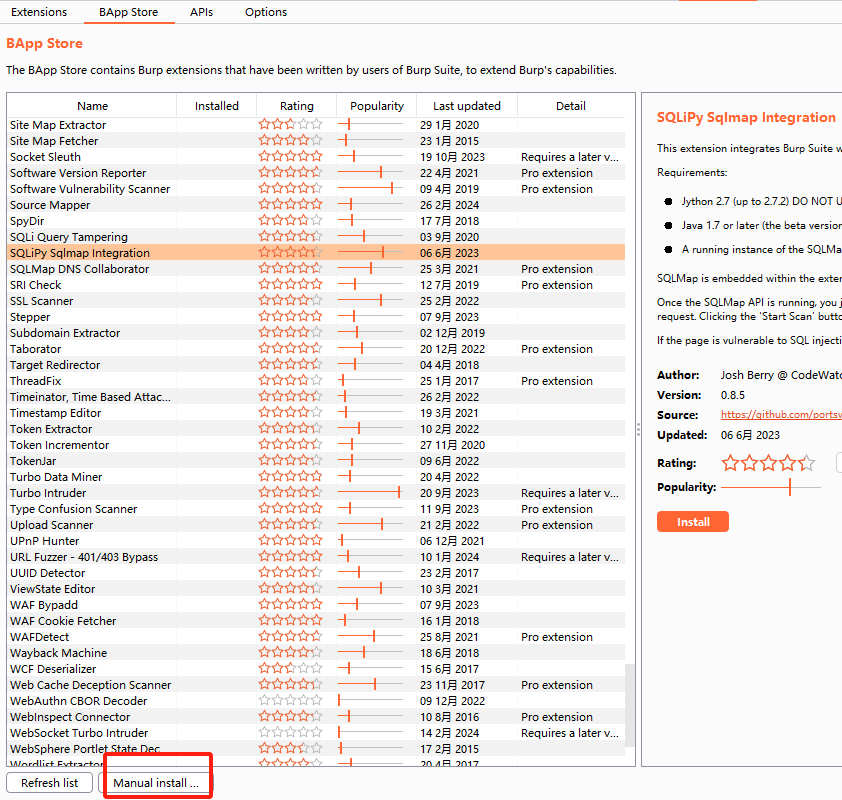 Extensions BApp Store APIs Options
BApp Store
The BApp Store contains Burp extensions that have been written by users of Burp Suite, to extend Burp's capabilities.
Name Installed Rating Popularity Last updated Detail
Site Map Extractor 29 1月 2020
Site Map Fetcher 23 1月 2015
Socket Sleuth 19 10月 2023 Requires a later v...
Software Version Reporter 22 4月 2021 Pro extension
Software Vulnerability Scanner 09 4月 2019 Pro extension
Source Mapper 26 2月 2024
SpyDir 17 7月 2018
SQLi Query Tampering 03 9月 2020
SQLiPy Sqlmap Integration 06 6月 2023
SQLMap DNS Collaborator 25 3月 2021 Pro extension
SRI Check 12 7月 2019 Pro extension
SSL Scanner 25 2月 2022
Stepper 07 9月 2023
Subdomain Extractor 02 12月 2019
Taborator 20 12月 2022 Pro extension
Target Redirector 04 4月 2018
ThreadFix 25 1月 2017 Pro extension
Timeinator, Time Based Attac... 26 2月 2022
Timestamp Editor 19 3月 2021
Token Extractor 10 2月 2022
Token Incrementor 27 11月 2020
TokenJar 09 6月 2022
Turbo Data Miner 20 4月 2022
Turbo Intruder 20 9月 2023 Requires a later v...
Type Confusion Scanner 11 9月 2023 Pro extension
Upload Scanner 21 2月 2022 Pro extension
UPnP Hunter 06 12月 2021
URL Fuzzer - 401/403 Bypass 10 1月 2024 Requires a later v...
UUID Detector 23 2月 2017
ViewState Editor 10 3月 2021
WAF Bypadd 07 9月 2023
WAF Cookie Fetcher 16 1月 2018
WAFDetect 25 8月 2021 Pro extension
Wayback Machine 18 6月 2018
WCF Deserializer 15 6月 2017
Web Cache Deception Scanner 23 11月 2017 Pro extension
WebAuthn CBOR Decoder 09 12月 2022
WebInspect Connector 10 8月 2016 Pro extension
WebSocket Turbo Intruder 14 2月 2024 Requires a later v...
WebSphere Portlet State Dec 17 2月 2015
Wordlist Extractor 20 4月 2017
Refresh list Manual install ...
SQLiPy Sqlmap Integration
This extension integrates Burp Suite w
Requirements:
Jython 2.7 (up to 2.7.2) DO NOT U
Java 1.7 or later (the beta version
A running instance of the SQLMa
SQLMap is embedded within the exter
Once the SQLMap API is running, you j
request. Clicking the 'Start Scan' butto
If the page is vulnerable to SQL injecti
Author: Josh Berry @ CodeWatc
Version: 0.8.5
Source: https://github.com/portsw
Updated: 06 6月 2023
Rating:
Popularity:
Install